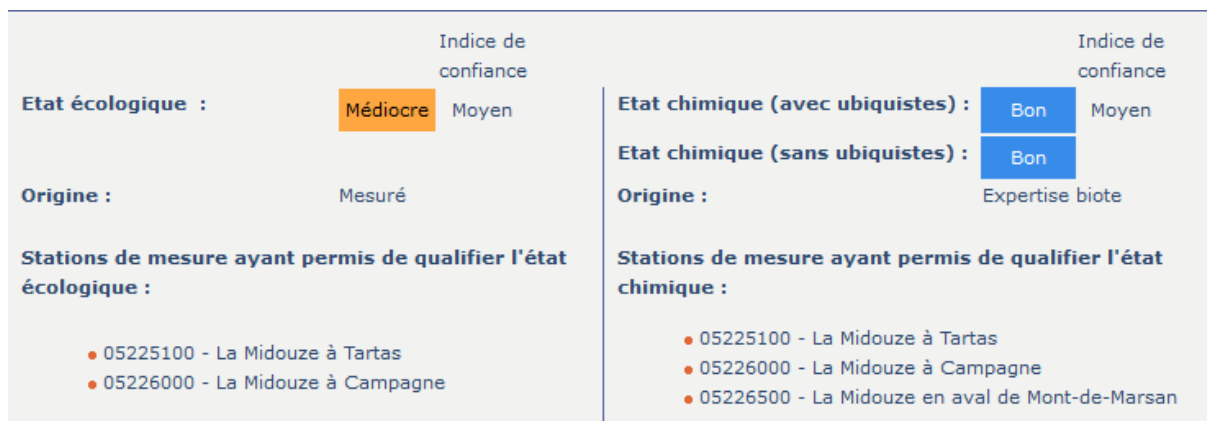 Indice de
confiance
Etat écologique : Médiocre Moyen
Origine : Mesuré
Stations de mesure ayant permis de qualifier l'état
écologique :
05225100 - La Midouze à Tartas
05226000 - La Midouze à Campagne
Indice de
confiance
Etat chimique (avec ubiquistes) : Bon Moyen
Etat chimique (sans ubiquistes) : Bon
Origine : Expertise biote
Stations de mesure ayant permis de qualifier l'état
chimique :
05225100 - La Midouze à Tartas
05226000 - La Midouze à Campagne
05226500 - La Midouze en aval de Mont-de-Marsan